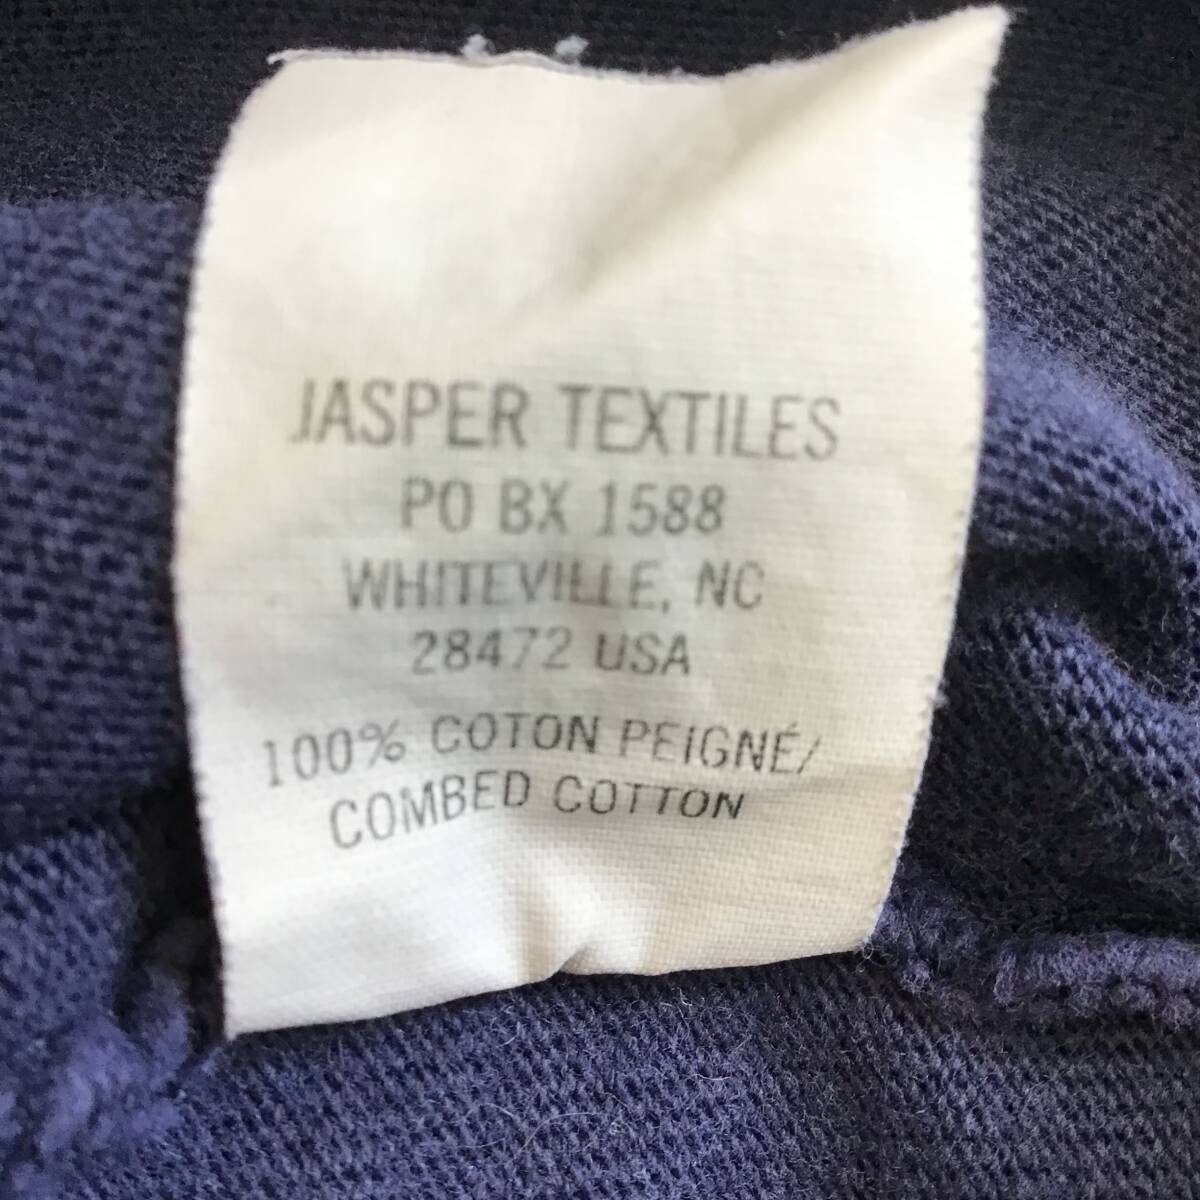 JASPER TEXTILES
PO BX 1588
WHITEVILLE, NC
28472 USA
100% COTON PEIGNÉ/
COMBED COTTON